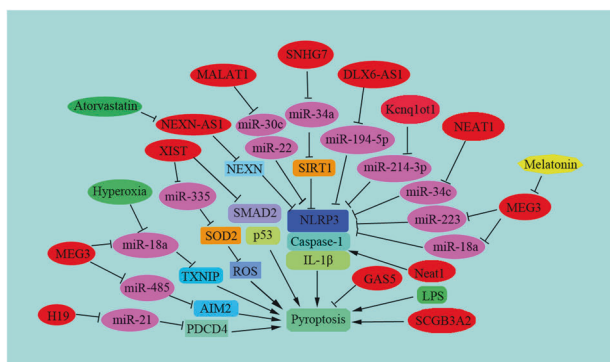 SNHG7
MALAT1
DLX6-AS1
Atorvastatin
Kcnq1ot1
NEXN-AS1
miR-30c
miR-34a
NEAT1
miR-194-5p
XIST
miR-22
Melatonin
NEXN
SIRT1
miR-214-3p
Hyperoxia
miR-335
miR-34c
MEG3
SMAD2
NLRP3
miR-223
SOD2
p53
Caspase-1
miR-18a
miR-18a
MEG3
IL-1β
TXNIP
ROS
GAS5
Neat1
miR-485
LPS
AIM2
H19
miR-21
Pyroptosis
SCGB3A2
PDCD4